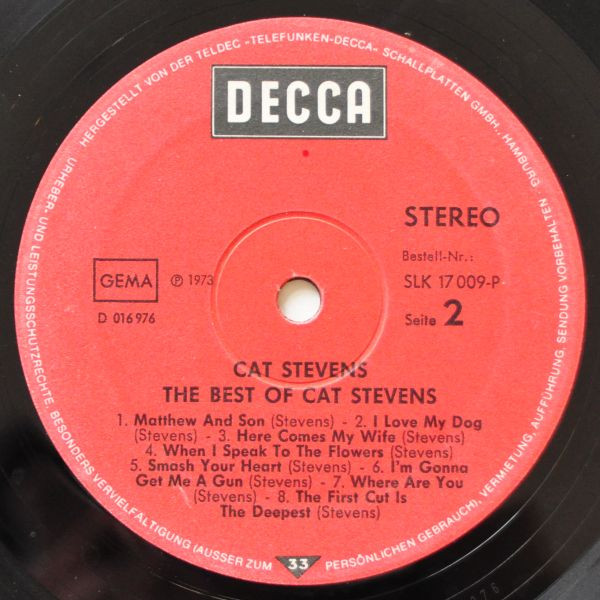 HERGESTELLT VON DER TELDEC »TELEFUNKEN-DECCA« SCHALLPLATTEN GMBH., HAMBURG · URHEBER- UND LEISTUNGSSCHUTZRECHTE, BESONDERS VERVIELFÄLTIGUNG (AUSSER ZUM PERSÖNLICHEN GEBRAUCH), VERMIETUNG, AUFFÜHRUNG, SENDUNG VORBEHALTEN
DECCA
STEREO
Bestell-Nr.:
SLK 17 009-P
Seite 2
GEMA
℗ 1973
D 016 976
CAT STEVENS
THE BEST OF CAT STEVENS
1. Matthew And Son (Stevens) - 2. I Love My Dog
(Stevens) - 3. Here Comes My Wife (Stevens) -
4. When I Speak To The Flowers (Stevens) -
5. Smash Your Heart (Stevens) - 6. I'm Gonna
Get Me A Gun (Stevens) - 7. Where Are You
(Stevens) - 8. The First Cut Is
The Deepest (Stevens)
33